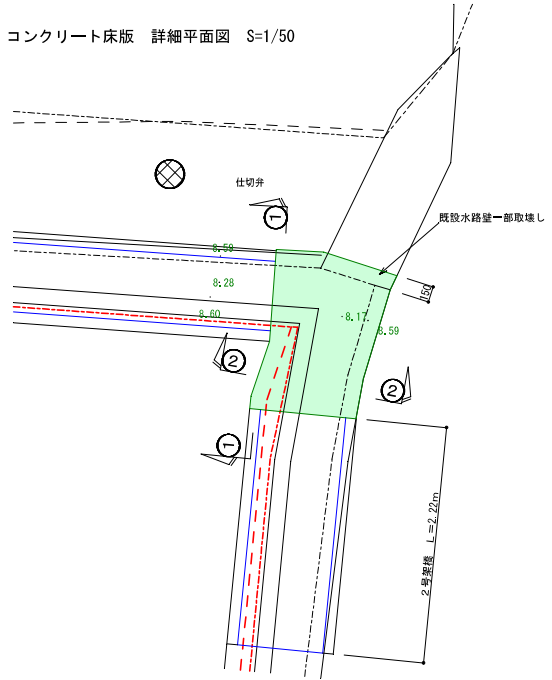 コンクリート床版 詳細平面図 S=1/50
仕切弁
1
既設水路壁一部取壊し
8.59
8.28
150
8.60
8.17
8.59
2
2
1
2号架橋 L=2.22m